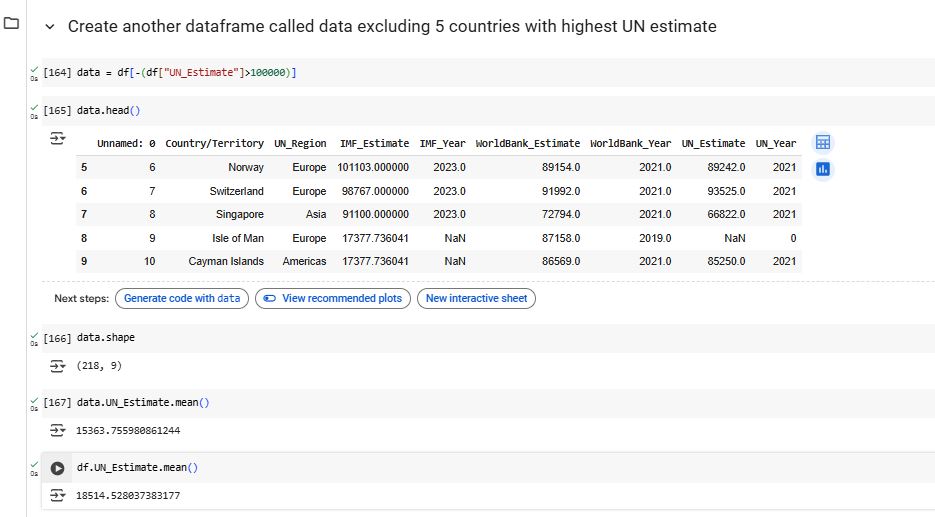 Create another dataframe called data excluding 5 countries with highest UN estimate
0s [164] data = df[-(df["UN_Estimate"]>100000)]
0s [165] data.head()
Unnamed: 0 Country/Territory UN_Region IMF_Estimate IMF_Year WorldBank_Estimate WorldBank_Year UN_Estimate UN_Year
5 6 Norway Europe 101103.000000 2023.0 89154.0 2021.0 89242.0 2021
6 7 Switzerland Europe 98767.000000 2023.0 91992.0 2021.0 93525.0 2021
7 8 Singapore Asia 91100.000000 2023.0 72794.0 2021.0 66822.0 2021
8 9 Isle of Man Europe 17377.736041 NaN 87158.0 2019.0 NaN 0
9 10 Cayman Islands Americas 17377.736041 NaN 86569.0 2021.0 85250.0 2021
Next steps: Generate code with data View recommended plots New interactive sheet
0s [166] data.shape
(218, 9)
0s [167] data.UN_Estimate.mean()
15363.755980861244
0s df.UN_Estimate.mean()
18514.528037383177